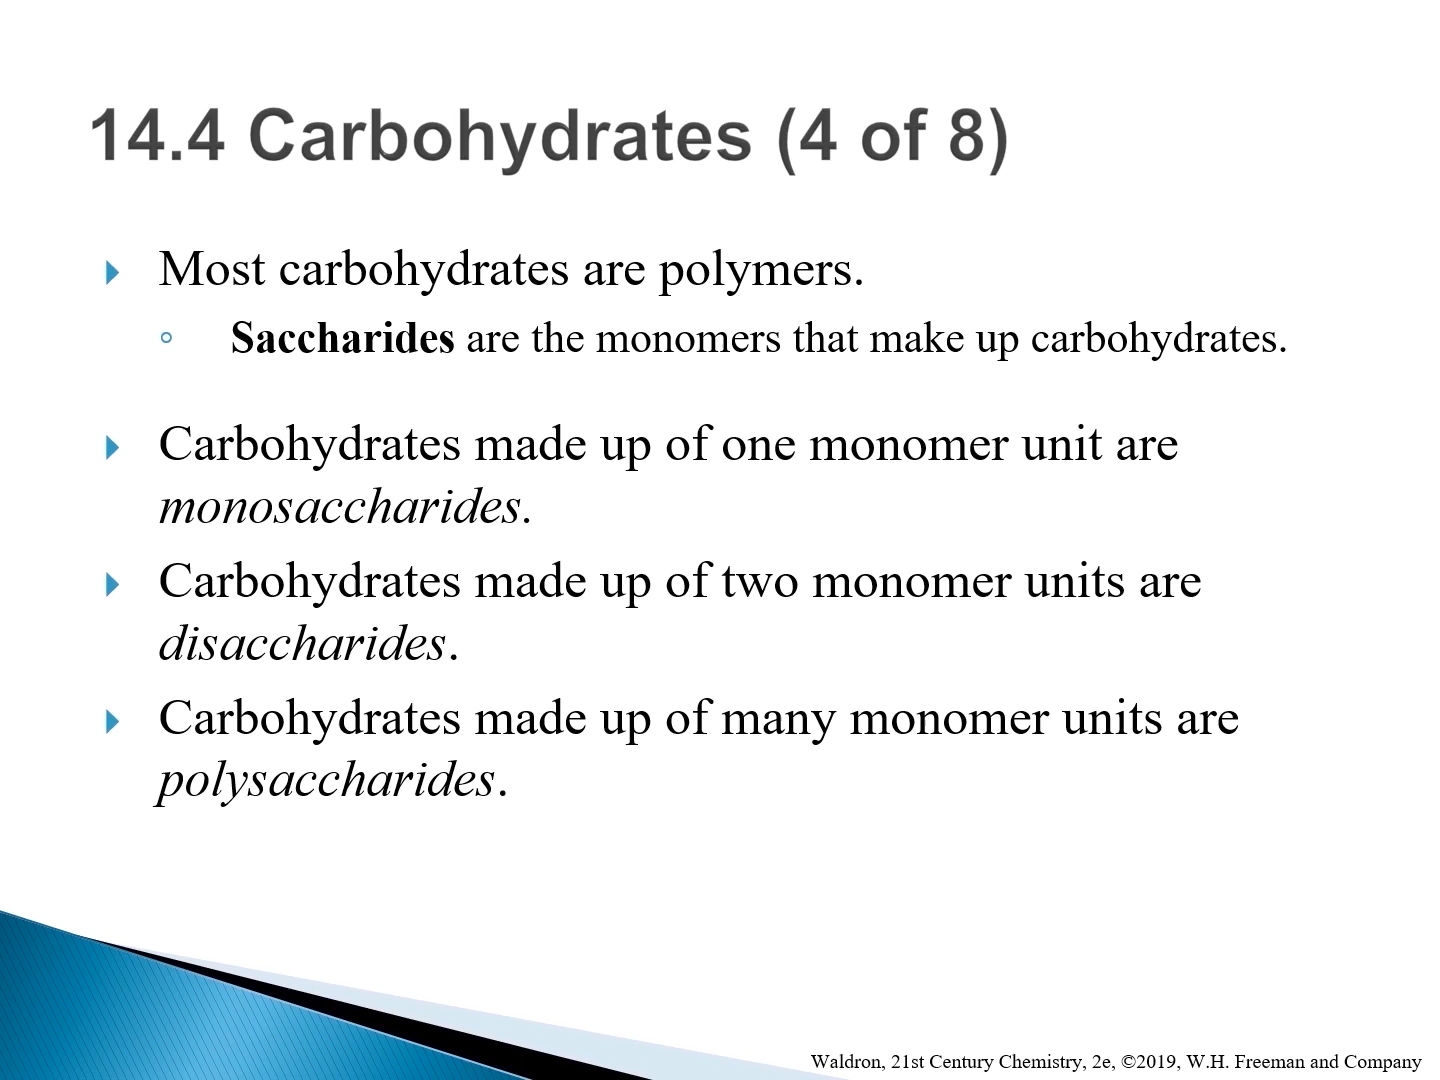 14.4 Carbohydrates (4 of 8)
Most carbohydrates are polymers.
Saccharides are the monomers that make up carbohydrates.
Carbohydrates made up of one monomer unit are
monosaccharides.
Carbohydrates made up of two monomer units are
disaccharides.
Carbohydrates made up of many monomer units are
polysaccharides.
Waldron, 21st Century Chemistry, 2e, ©2019, W.H. Freeman and Company